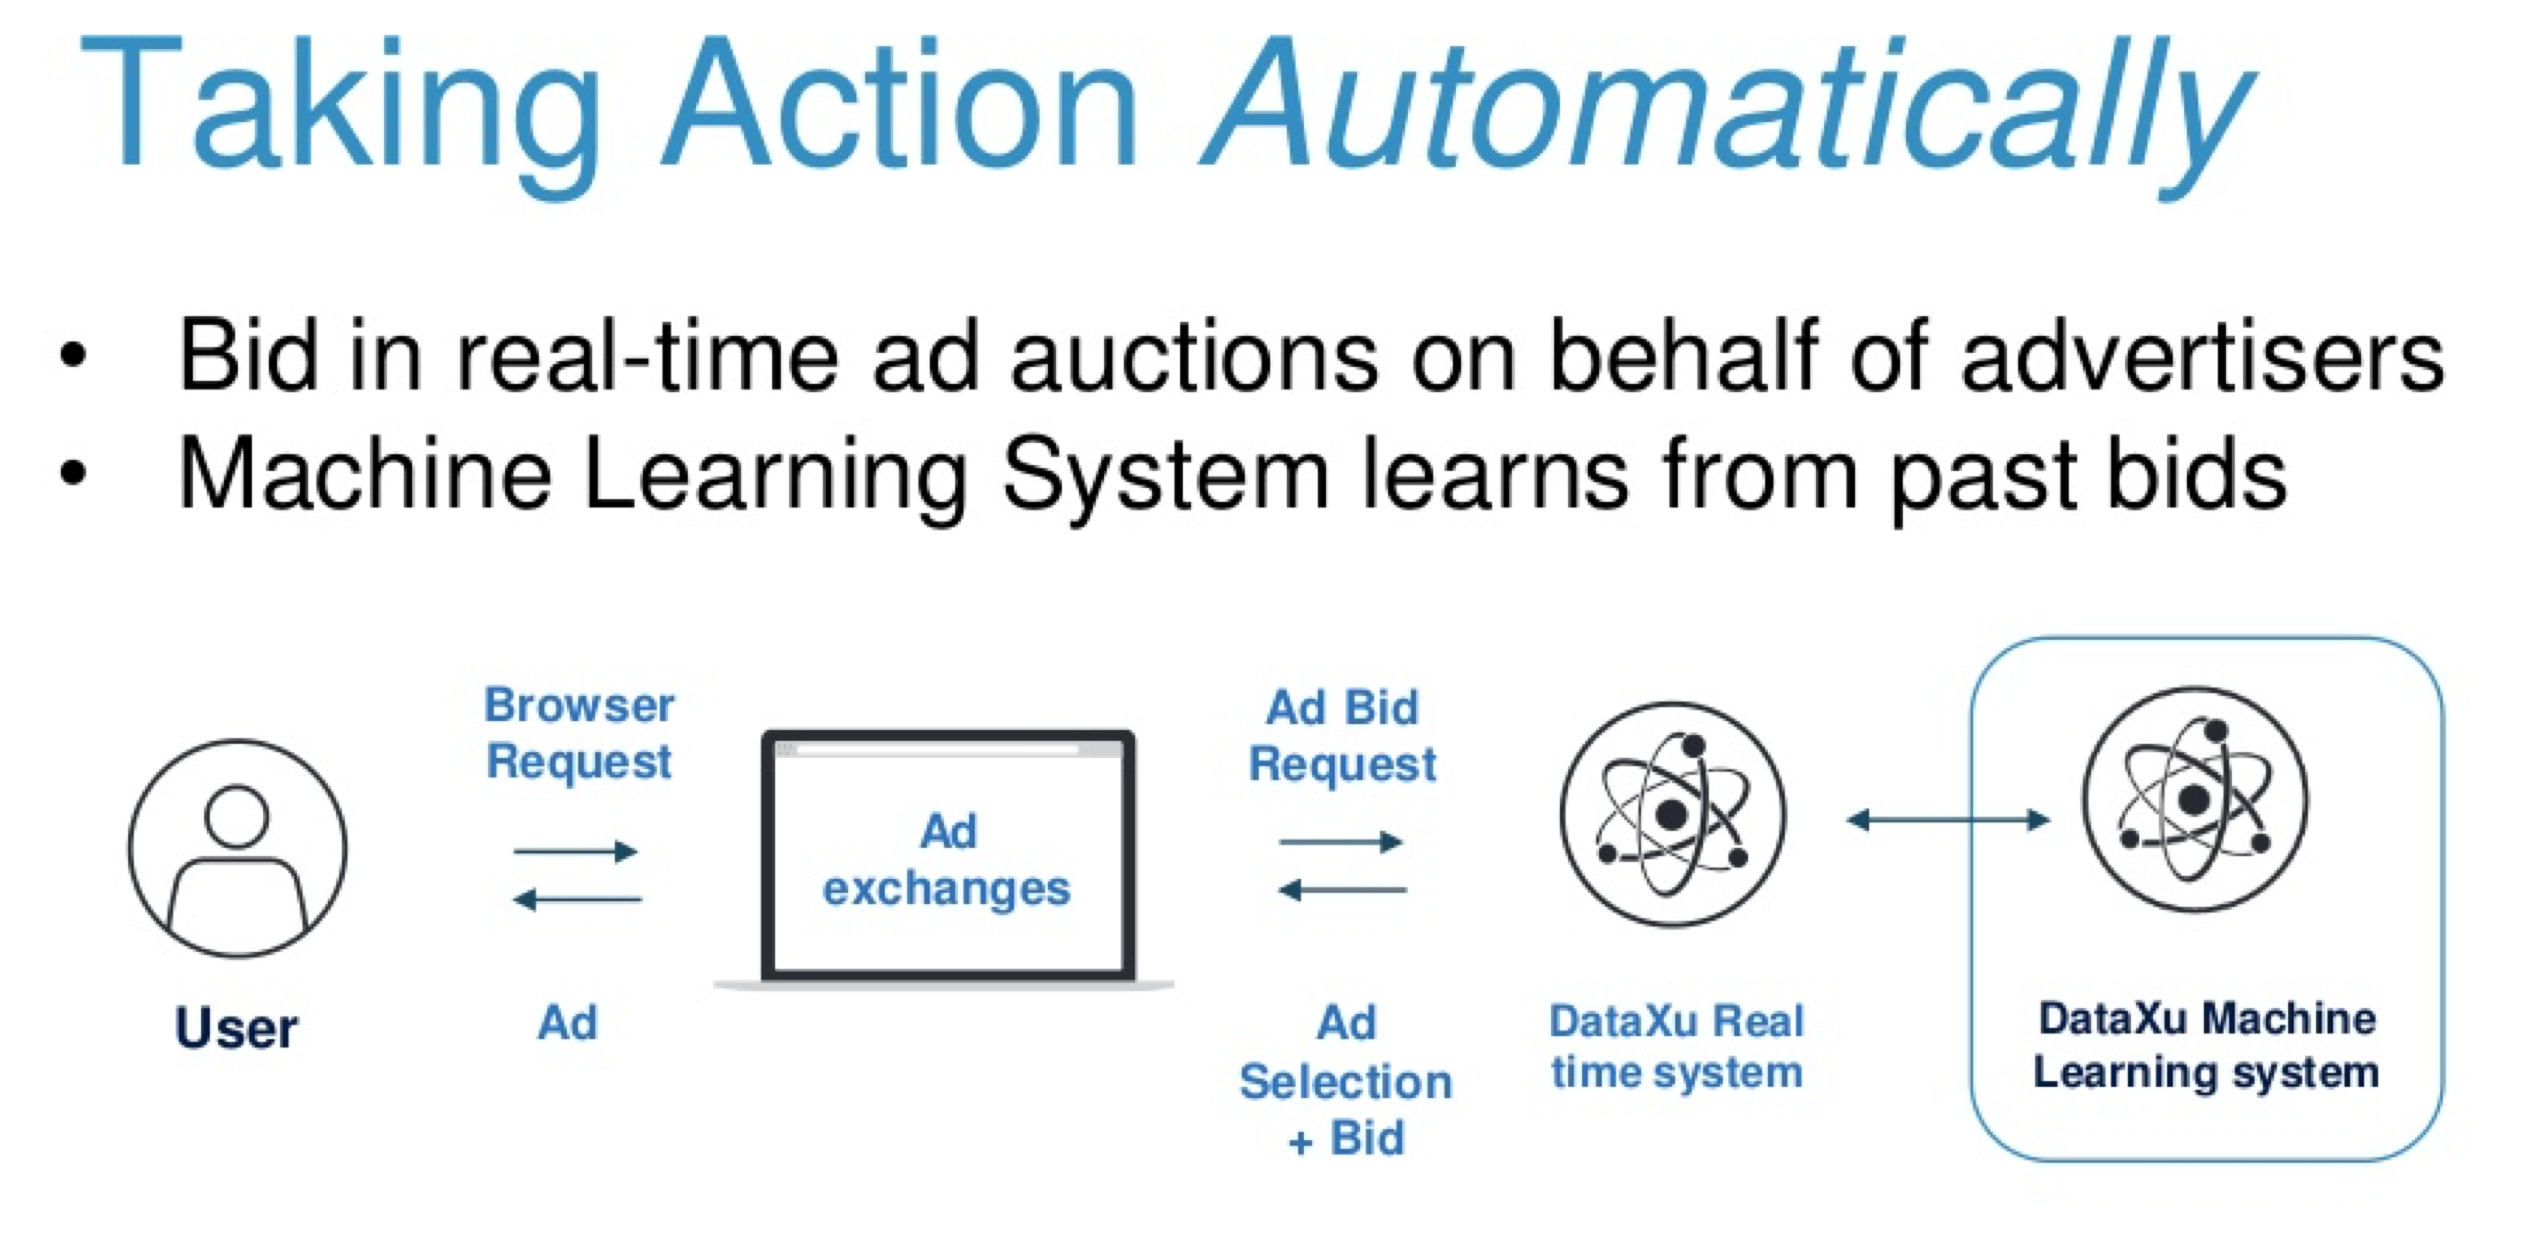 Taking Action Automatically
• Bid in real-time ad auctions on behalf of advertisers
• Machine Learning System learns from past bids
User
Browser
Request
Ad
Ad
exchanges
Ad Bid
Request
Ad
Selection
+ Bid
DataXu Real
time system
DataXu Machine
Learning system